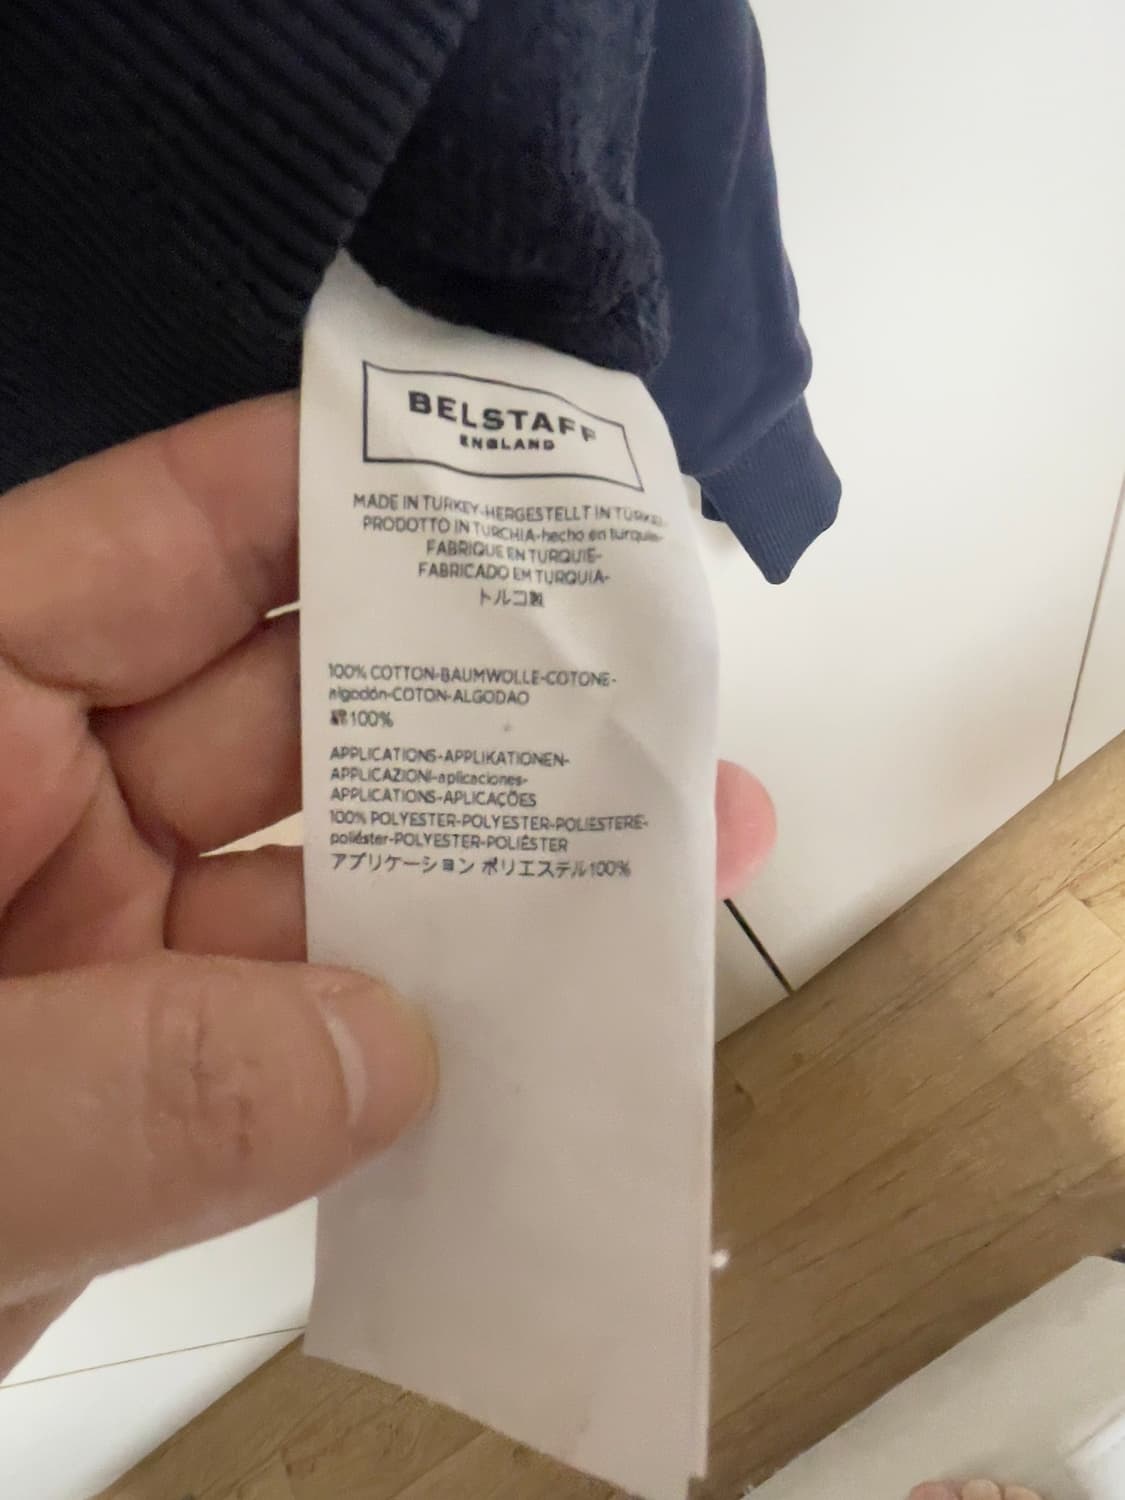 BELSTAFF
ENGLAND
MADE IN TURKEY-HERGESTELLT IN
PRODOTTO IN TURCHIA-hecho en turquie-
FABRIQUE EN TURQUIE-
FABRICADO EM TURQUIA-
トルコ製
100% COTTON-BAUMWOLLE-COTONE-
algodón-COTON-ALGODAO
綿100%
APPLICATIONS-APPLIKATIONEN-
APPLICAZIONI-aplicaciones-
APPLICATIONS-APLICAÇÕES
100% POLYESTER-POLYESTER-POLIESTERE-
poliéster-POLYESTER-POLIÉSTER
アプリケーション ポリエステル100%